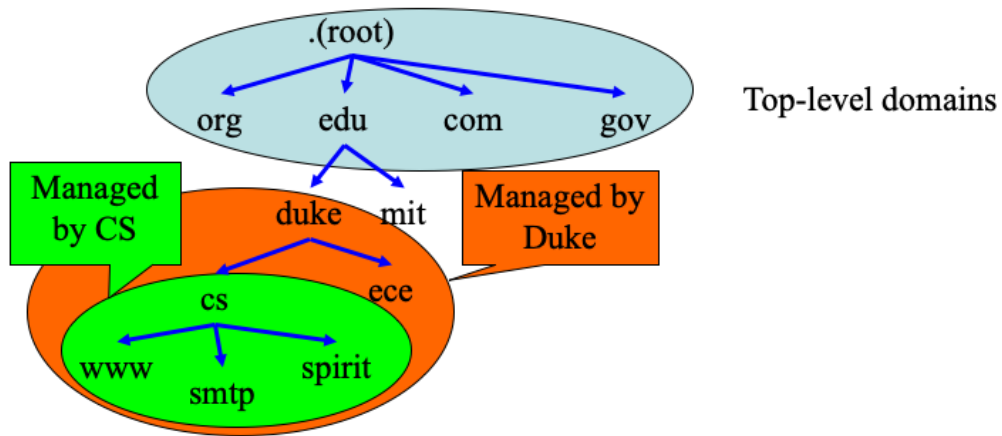 .(root)
org edu com gov
Top-level domains
Managed
by CS
duke mit
Managed by
Duke
cs
ece
www
smtp
spirit